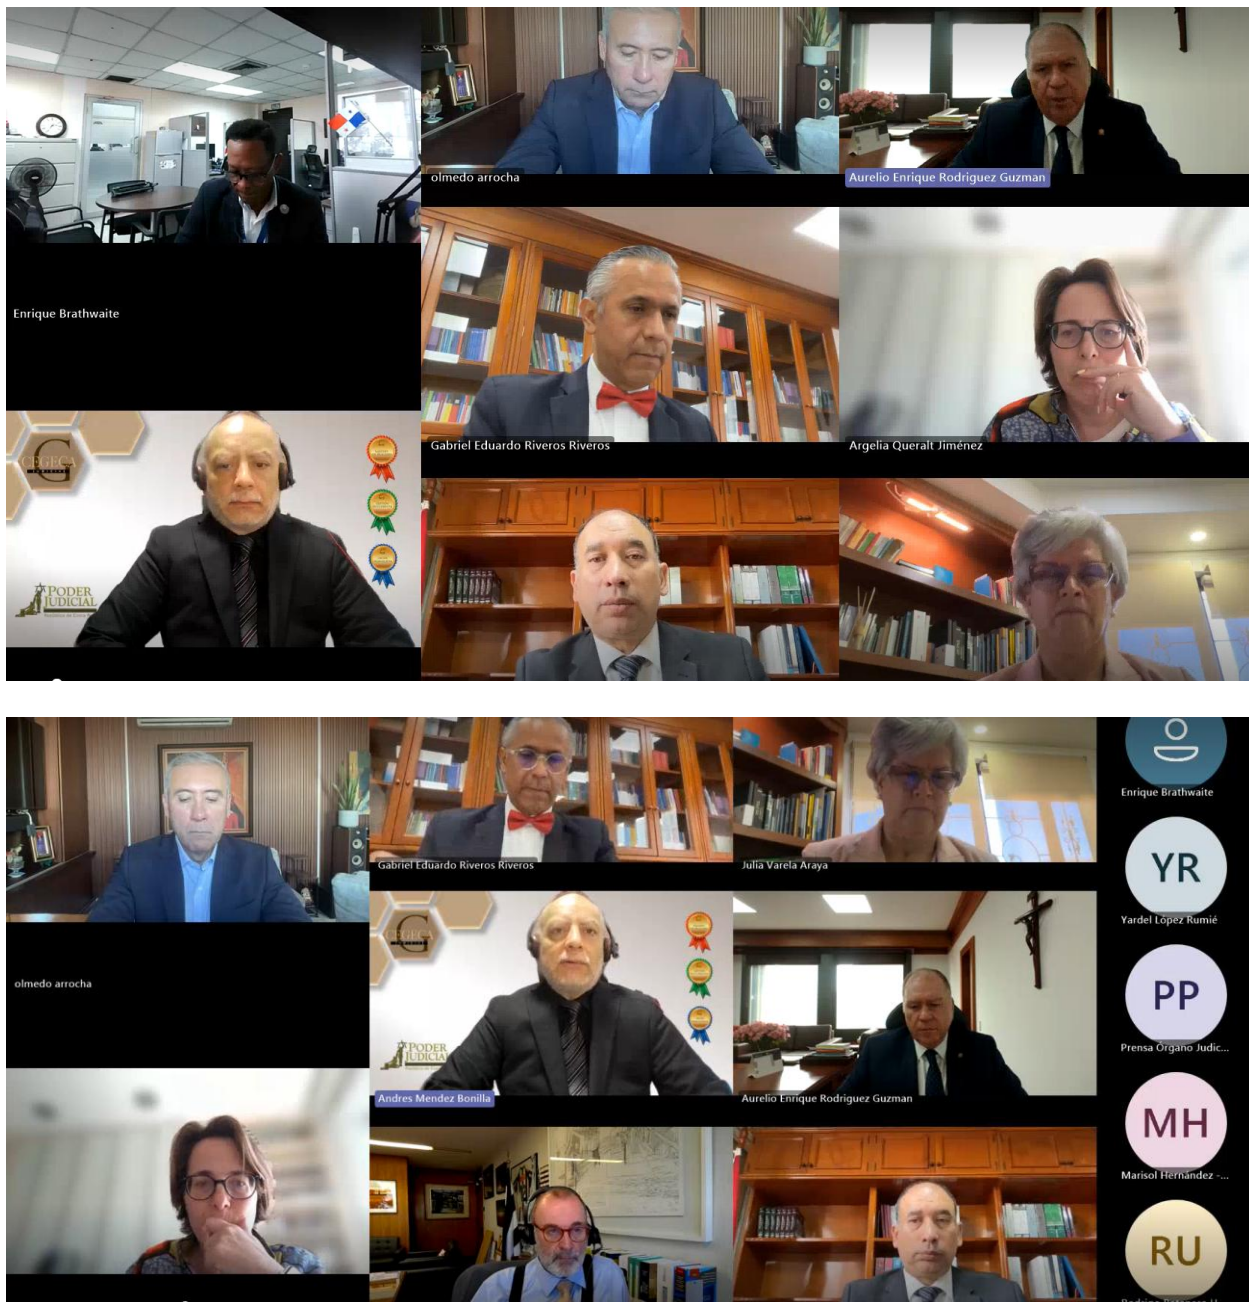 olmedo arrocha
Aurelio Enrique Rodriguez Guzman
Enrique Brathwaite
Gabriel Eduardo Riveros Riveros
Argelia Queralt Jiménez
CEGECA
PODER
JUDICIAL
Enrique Brathwaite
Gabriel Eduardo Riveros Riveros
Julia Varela Araya
YR
Yardel López Rumié
olmedo arrocha
CEGECA
PODER
JUDICIAL
PP
Prensa Órgano Judic...
Andres Mendez Bonilla
Aurelio Enrique Rodriguez Guzman
MH
Marisol Hernández -...
RU